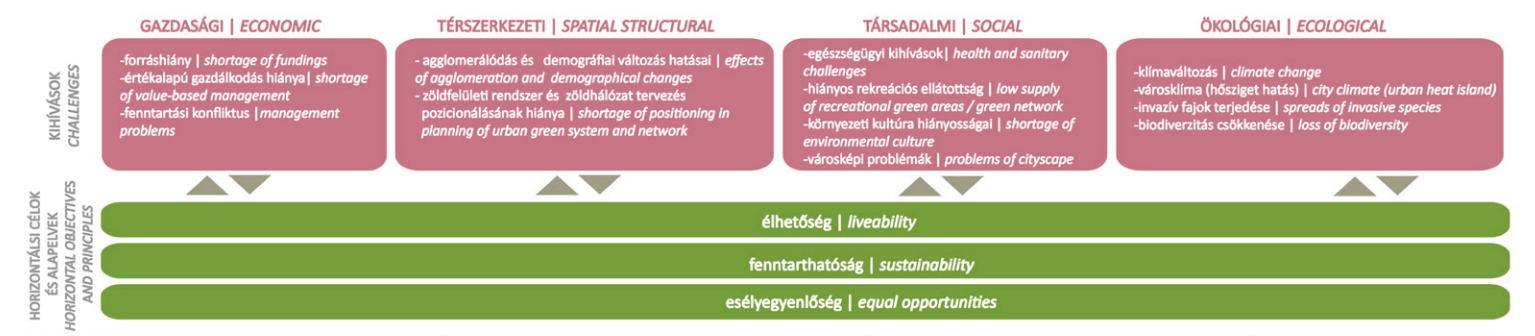 GAZDASÁGI | ECONOMIC
TÉRSZERKEZETI | SPATIAL STRUCTURAL
TÁRSADALMI | SOCIAL
ÖKOLÓGIAI | ECOLOGICAL
KIHÍVÁSOK
CHALLENGES
-forráshiány | shortage of fundings
-értékalapú gazdálkodás hiánya| shortage
of value-based management
-fenntartási konfliktus |management
problems
- agglomerálódás és demográfiai változás hatásai | effects
of agglomeration and demographical changes
- zöldfelületi rendszer és zöldhálózat tervezés
pozicionálásának hiánya | shortage of positioning in
planning of urban green system and network
-egészségügyi kihívások| health and sanitary
challenges
-hiányos rekreációs ellátottság | low supply
of recreational green areas / green network
-környezeti kultúra hiányosságai | shortage of
environmental culture
-városképi problémák | problems of cityscape
-klímaváltozás | climate change
-városklíma (hősziget hatás) | city climate (urban heat island)
-invazív fajok terjedése | spreads of invasive species
-biodiverzitás csökkenése | loss of biodiversity
HORIZONTÁLSI CÉLOK
ÉS ALAPELVEK
HORIZONTAL OBJECTIVES
AND PRINCIPLES
élhetőség | liveability
fenntarthatóság | sustainability
esélyegyenlőség | equal opportunities